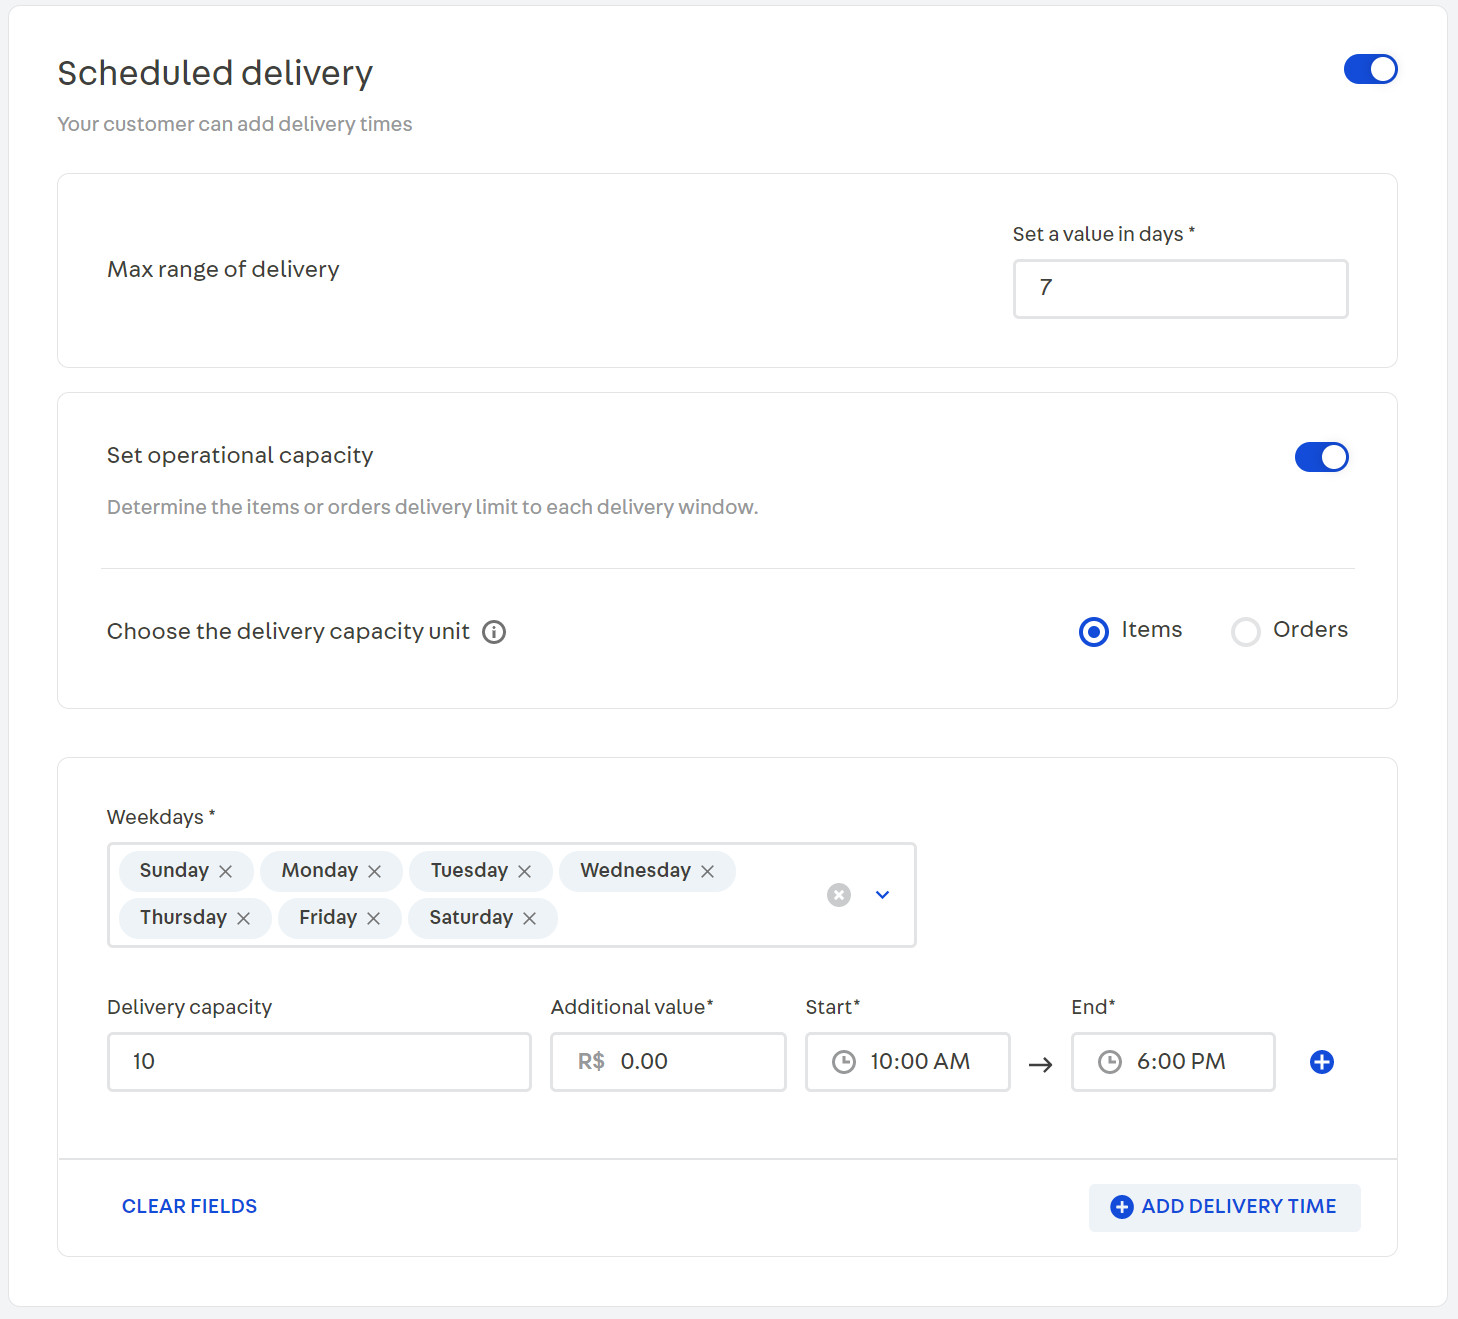 Scheduled delivery
Your customer can add delivery times
Set a value in days *
Max range of delivery
7
Set operational capacity
Determine the items or orders delivery limit to each delivery window.
Choose the delivery capacity unit
Items Orders
Weekdays *
Sunday Monday Tuesday Wednesday
Thursday Friday Saturday
Delivery capacity Additional value* Start* End*
10 R$ 0.00 10:00 AM → 6:00 PM
CLEAR FIELDS ADD DELIVERY TIME